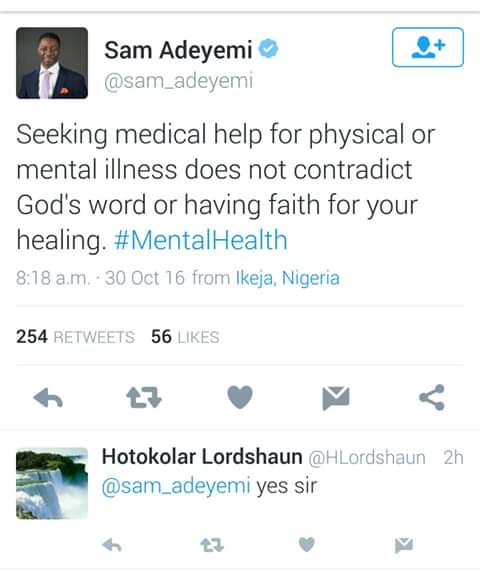 Sam Adeyemi
@sam_adeyemi
Seeking medical help for physical or
mental illness does not contradict
God's word or having faith for your
healing. #MentalHealth
8:18 a.m. · 30 Oct 16 from Ikeja, Nigeria
254 RETWEETS 56 LIKES
Hotokolar Lordshaun @HLordshaun 2h
@sam_adeyemi yes sir